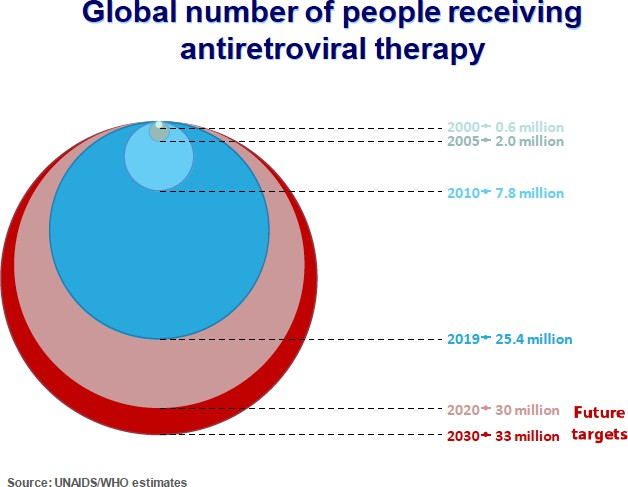 Global number of people receiving
antiretroviral therapy
2000 0.6 million
2005 2.0 million
2010 7.8 million
2019 25.4 million
2020 30 million
2030 33 million
Future
targets
Source: UNAIDS/WHO estimates